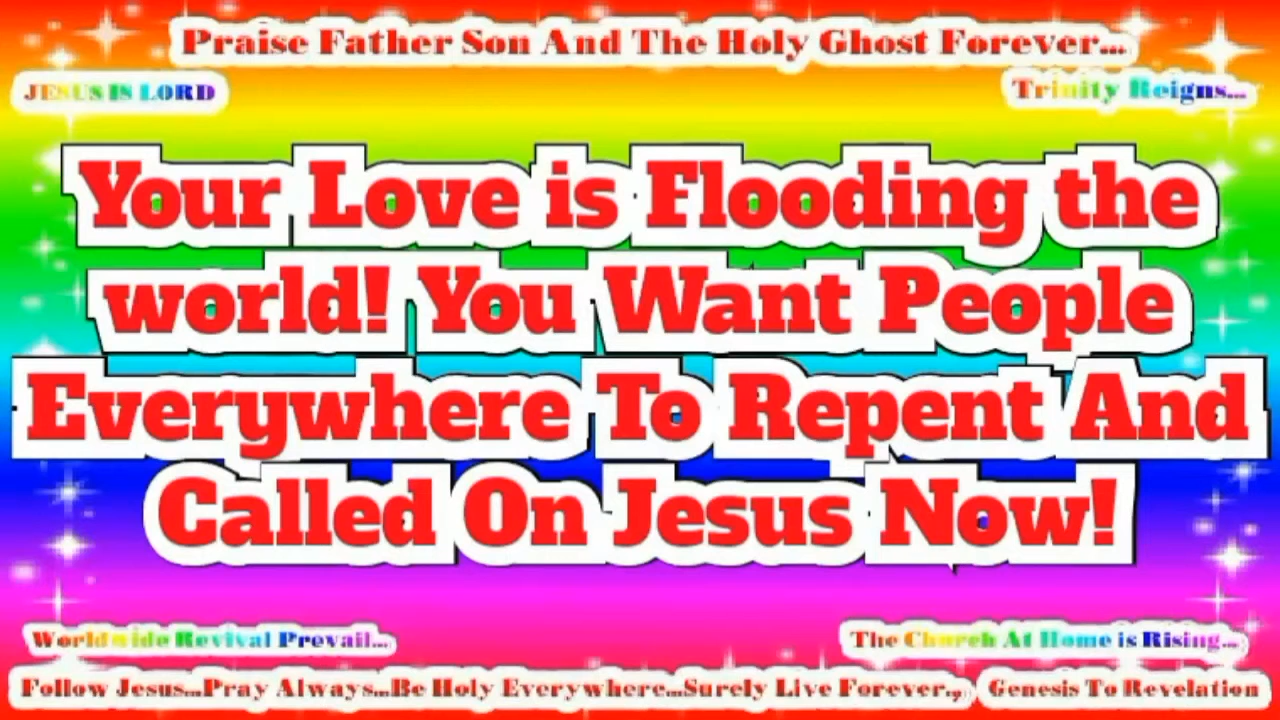 Praise Father Son And The Holy Ghost Forever...
JESUS IS LORD
Trinity Reigns...
Your Love is Flooding the
world! You Want People
Everywhere To Repent And
Called On Jesus Now!
Worldwide Revival Prevail...
The Church At Home is Rising...
Follow Jesus...Pray Always...Be Holy Everywhere...Surely Live Forever...
Genesis To Revelation